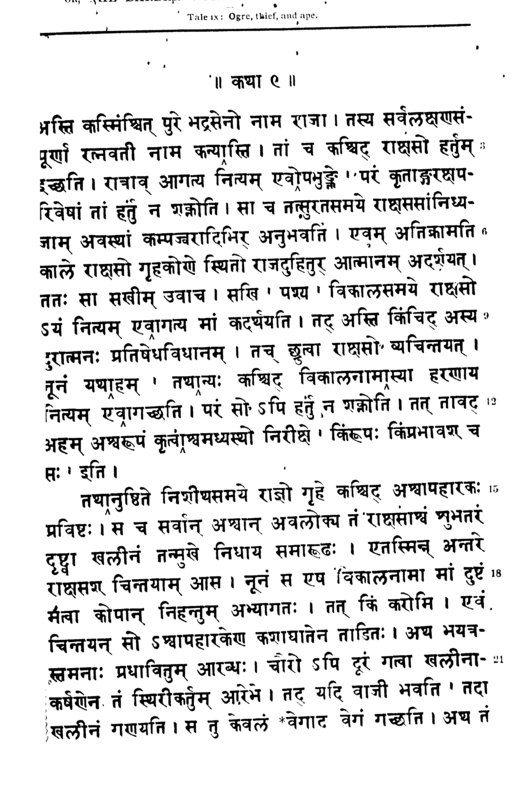 Tale ix: Ogre, thief, and ape.
॥ कथा ९ ॥
अस्ति कस्मिंश्चित् पुरे भद्रसेनो नाम राजा । तस्य सर्वलक्षणसं-
पूर्णा रत्नवती नाम कन्यास्ति । तां च कश्चिद् राक्षसो हर्तुम् ३
इच्छति । रात्राव् आगत्य नित्यम् एवोपभुङ्क्ते ' परं कृताङ्गरक्षप-
रिवेषां तां हर्तुं न शक्नोति । सा च तत्सुरतसमये राक्षससांनिध्य-
जाम् अवस्थां कम्पज्वरादिभिर् अनुभवति । एवम् अतिक्रामति ६
काले राक्षसो गृहकोणे स्थितो राजदुहितुर् आत्मानम् अदर्शयत् ।
ततः सा सखीम् उवाच । सखि ' पश्य ' विकालसमये राक्षसो
ऽयं नित्यम् एवागत्य मां कदर्थयति । तद् अस्ति किंचिद् अस्य ९
दुरात्मनः प्रतिषेधविधानम् । तच् छ्रुत्वा राक्षसो व्यचिन्तयत् ।
नूनं यथाहम् ' तथान्यः कश्चिद् विकालनामास्या हरणाय
नित्यम् एवागच्छति । परं सो ऽपि हर्तुं न शक्नोति । तत् तावद् १२
अहम् अश्वरूपं कृत्वाश्वमध्यस्थो निरीक्षे ' किंरूपः किंप्रभावश् च
सः ' इति ।
तथानुष्ठिते निशीथसमये राज्ञो गृहे कश्चिद् अश्वापहारकः १५
प्रविष्टः । स च सर्वान् अश्वान् अवलोक्य तं राक्षसाश्वं शुभतरं
दृष्ट्वा खलीनं तन्मुखे निधाय समारूढः । एतस्मिन्न् अन्तरे
राक्षसश् चिन्तयाम् आस । नूनं स एष विकालनामा मां दुष्टं १८
मत्वा कोपान् निहन्तुम् अभ्यागतः । तत् किं करोमि । एवं
चिन्तयन् सो ऽश्वापहारकेण कशाघातेन ताडितः । अथ भयत्र-
स्तमनाः प्रधावितुम् आरब्धः । चौरो ऽपि दूरं गत्वा खलीना- २१
कर्षणेन तं स्थिरीकर्तुम् आरेभे । तद् यदि वाजी भवति ' तदा
खलीनं गणयति । स तु केवलं वेगाद् वेगं गच्छति । अथ तं